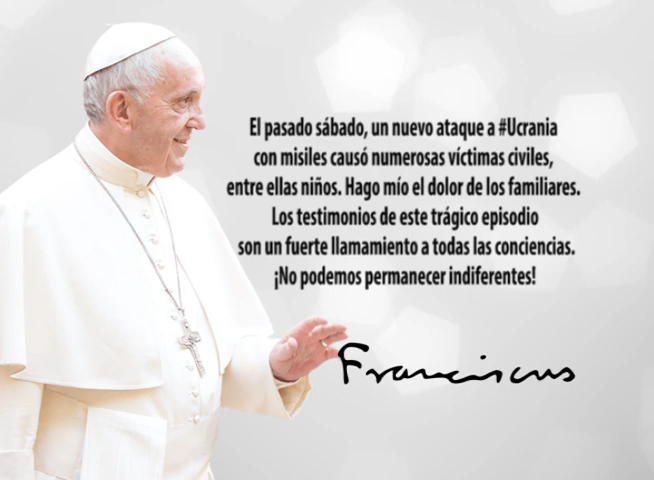 El pasado sábado, un nuevo ataque a #Ucrania
con misiles causó numerosas víctimas civiles,
entre ellas niños. Hago mío el dolor de los familiares.
Los testimonios de este trágico episodio
son un fuerte llamamiento a todas las conciencias.
¡No podemos permanecer indiferentes!
Franciscus